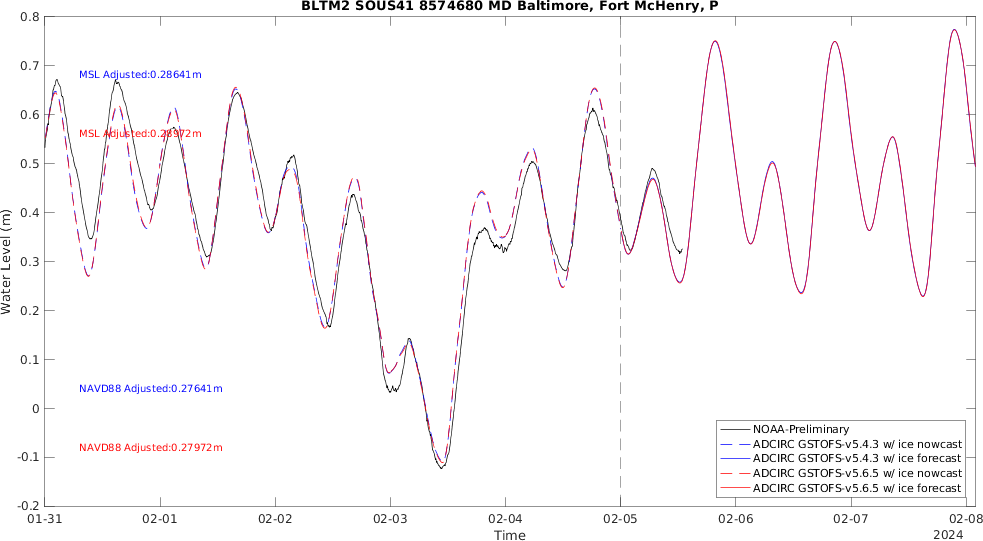 BLTM2 SOUS41 8574680 MD Baltimore, Fort McHenry, P
0.8
0.7
0.6
0.5
0.4
0.3
0.2
0.1
0
-0.1
-0.2
Water Level (m)
MSL Adjusted:0.28641m
MSL Adjusted:0.28972m
NAVD88 Adjusted:0.27641m
NAVD88 Adjusted:0.27972m
NOAA-Preliminary
ADCIRC GSTOFS-v5.4.3 w/ ice nowcast
ADCIRC GSTOFS-v5.4.3 w/ ice forecast
ADCIRC GSTOFS-v5.6.5 w/ ice nowcast
ADCIRC GSTOFS-v5.6.5 w/ ice forecast
01-31 02-01 02-02 02-03 02-04 02-05 02-06 02-07 02-08
Time
2024